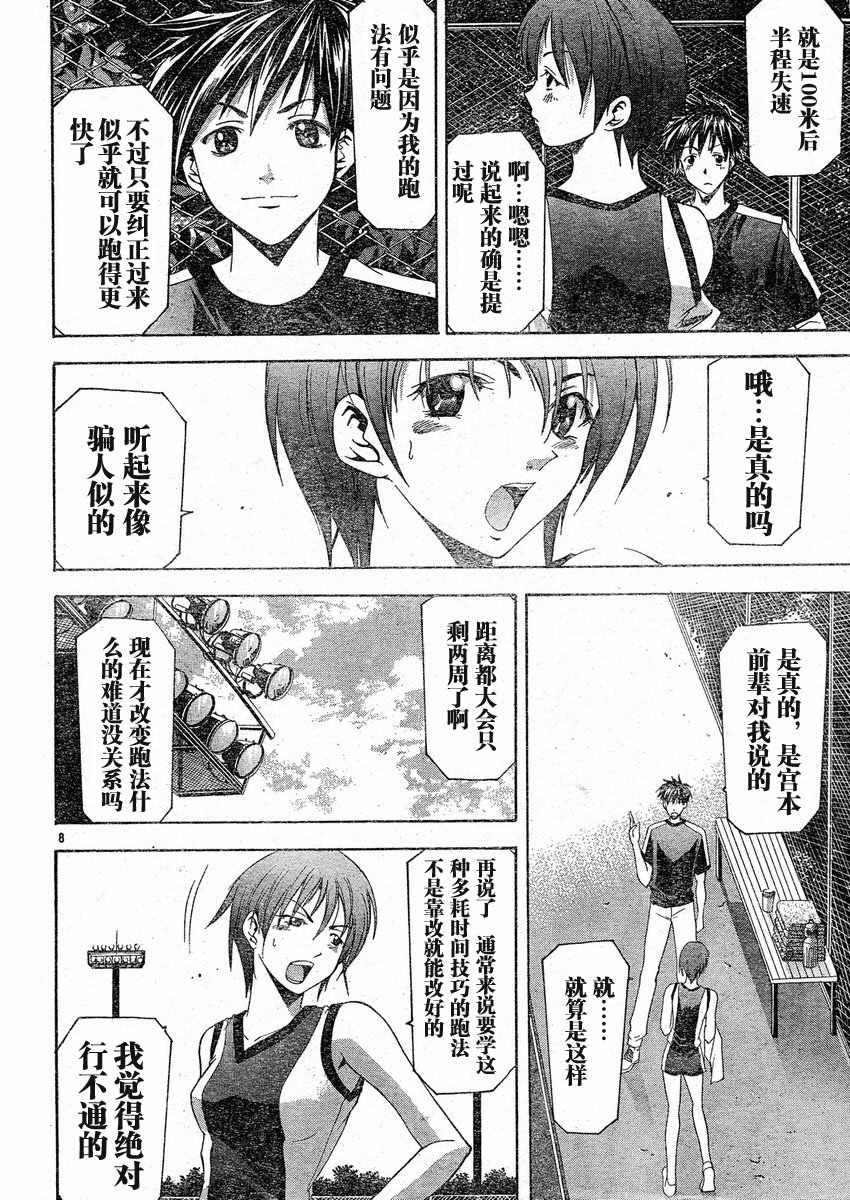 就是100米后
半程失速
啊…嗯嗯……
说起来的确是提
过呢
似乎是因为我的跑
法有问题
不过只要纠正过来
似乎就可以跑得更
快了
哦…是真的吗
听起来像
骗人似的
是真的，是宫本
前辈对我说的
就……
就算是这样
距离都大会只
剩两周了啊
现在才改变跑法什
么的难道没关系吗
8
再说了 通常来说要学这
种多耗时间技巧的跑法
不是靠改就能改好的
我觉得绝对
行不通的